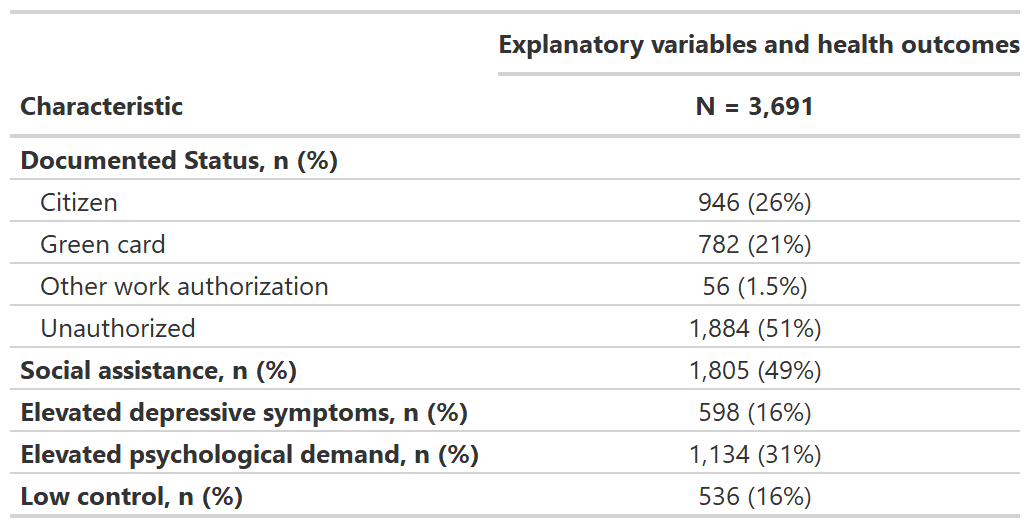 Explanatory variables and health outcomes
Characteristic N = 3,691
Documented Status, n (%)
Citizen 946 (26%)
Green card 782 (21%)
Other work authorization 56 (1.5%)
Unauthorized 1,884 (51%)
Social assistance, n (%) 1,805 (49%)
Elevated depressive symptoms, n (%) 598 (16%)
Elevated psychological demand, n (%) 1,134 (31%)
Low control, n (%) 536 (16%)